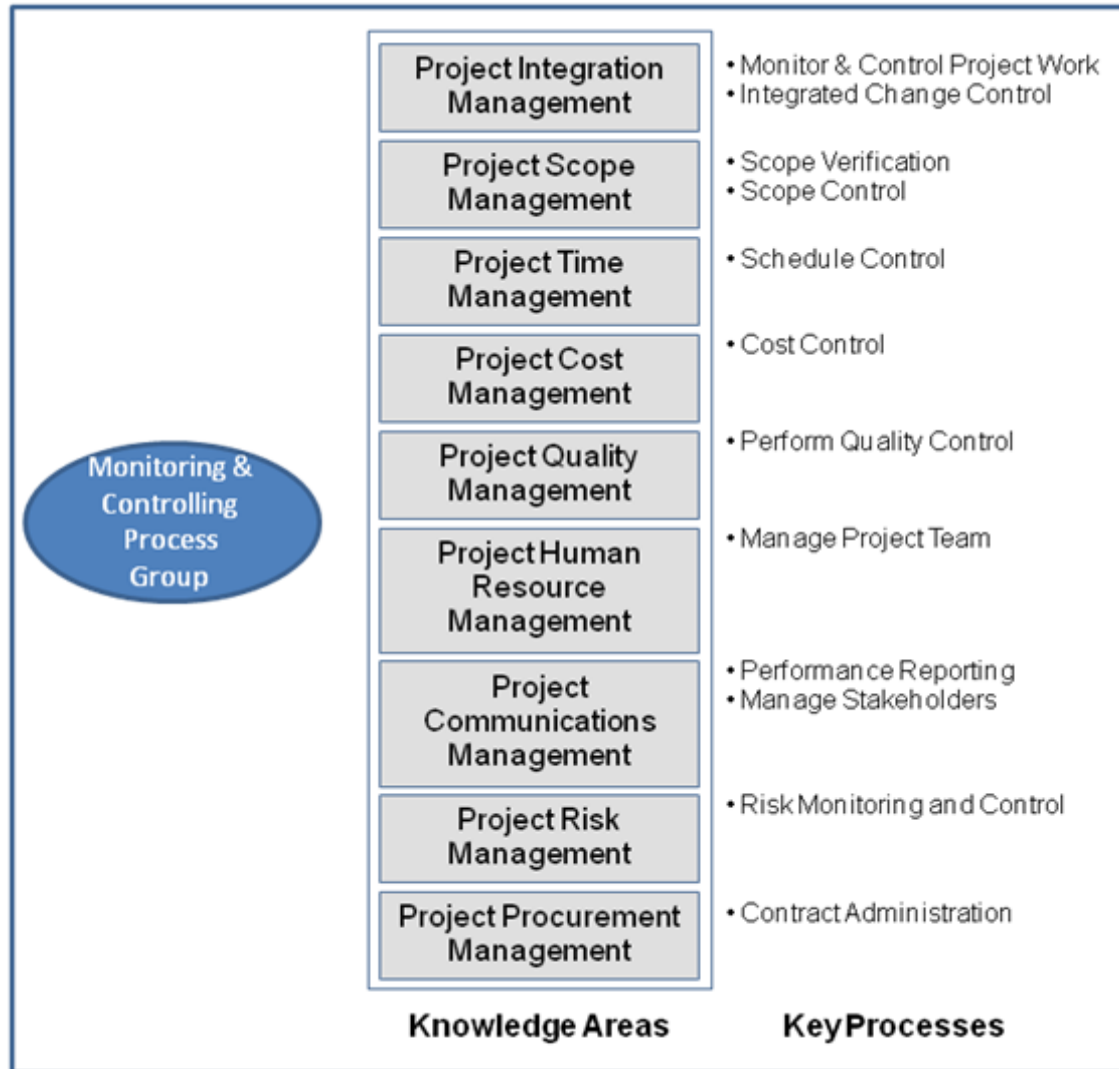 Project Integration
Management
• Monitor & Control Project Work
• Integrated Change Control
Project Scope
Management
• Scope Verification
• Scope Control
Project Time
Management
• Schedule Control
Project Cost
Management
• Cost Control
Monitoring &
Controlling
Process
Group
Project Quality
Management
• Perform Quality Control
Project Human
Resource
Management
• Manage Project Team
Project
Communications
Management
• Performance Reporting
• Manage Stakeholders
Project Risk
Management
• Risk Monitoring and Control
Project Procurement
Management
• Contract Administration
Knowledge Areas
Key Processes